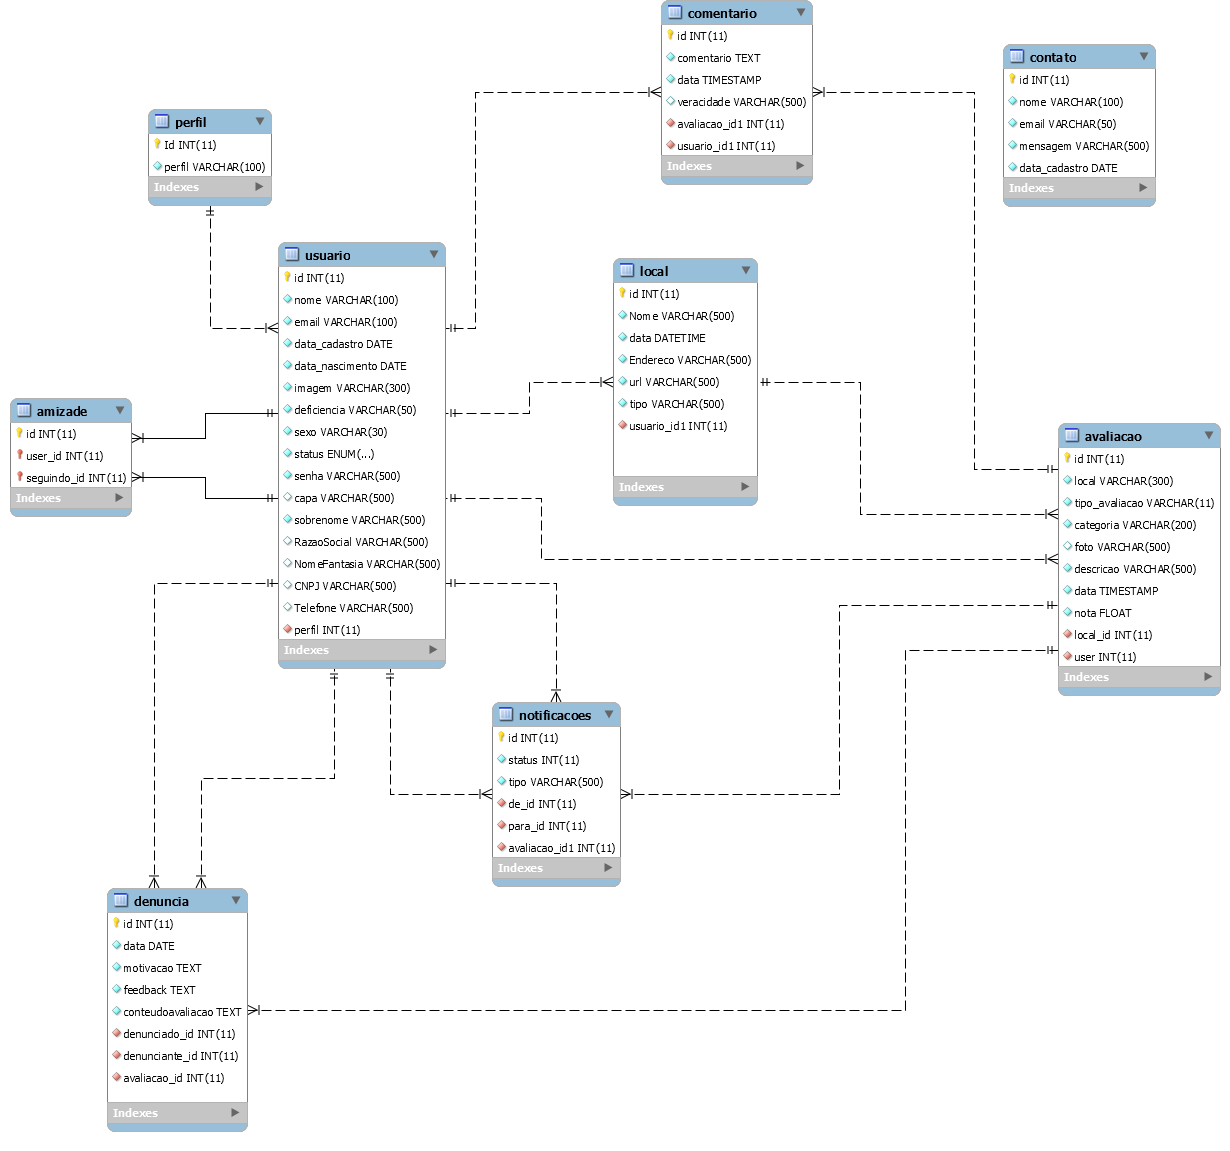 comentario
id INT(11)
comentario TEXT
data TIMESTAMP
veracidade VARCHAR(500)
avaliacao_id1 INT(11)
usuario_id1 INT(11)
Indexes
contato
id INT(11)
nome VARCHAR(100)
email VARCHAR(50)
mensagem VARCHAR(500)
data_cadastro DATE
Indexes
perfil
Id INT(11)
perfil VARCHAR(100)
Indexes
usuario
id INT(11)
nome VARCHAR(100)
email VARCHAR(100)
data_cadastro DATE
data_nascimento DATE
imagem VARCHAR(300)
deficiencia VARCHAR(50)
sexo VARCHAR(30)
status ENUM(...)
senha VARCHAR(500)
capa VARCHAR(500)
sobrenome VARCHAR(500)
RazaoSocial VARCHAR(500)
NomeFantasia VARCHAR(500)
CNPJ VARCHAR(500)
Telefone VARCHAR(500)
perfil INT(11)
Indexes
local
id INT(11)
Nome VARCHAR(500)
data DATETIME
Endereco VARCHAR(500)
url VARCHAR(500)
tipo VARCHAR(500)
usuario_id1 INT(11)
Indexes
amizade
id INT(11)
user_id INT(11)
seguindo_id INT(11)
Indexes
avaliacao
id INT(11)
local VARCHAR(300)
tipo_avaliacao VARCHAR(11)
categoria VARCHAR(200)
foto VARCHAR(500)
descricao VARCHAR(500)
data TIMESTAMP
nota FLOAT
local_id INT(11)
user INT(11)
Indexes
notificacoes
id INT(11)
status INT(11)
tipo VARCHAR(500)
de_id INT(11)
para_id INT(11)
avaliacao_id1 INT(11)
Indexes
denuncia
id INT(11)
data DATE
motivacao TEXT
feedback TEXT
conteudoavaliacao TEXT
denunciado_id INT(11)
denunciante_id INT(11)
avaliacao_id INT(11)
Indexes